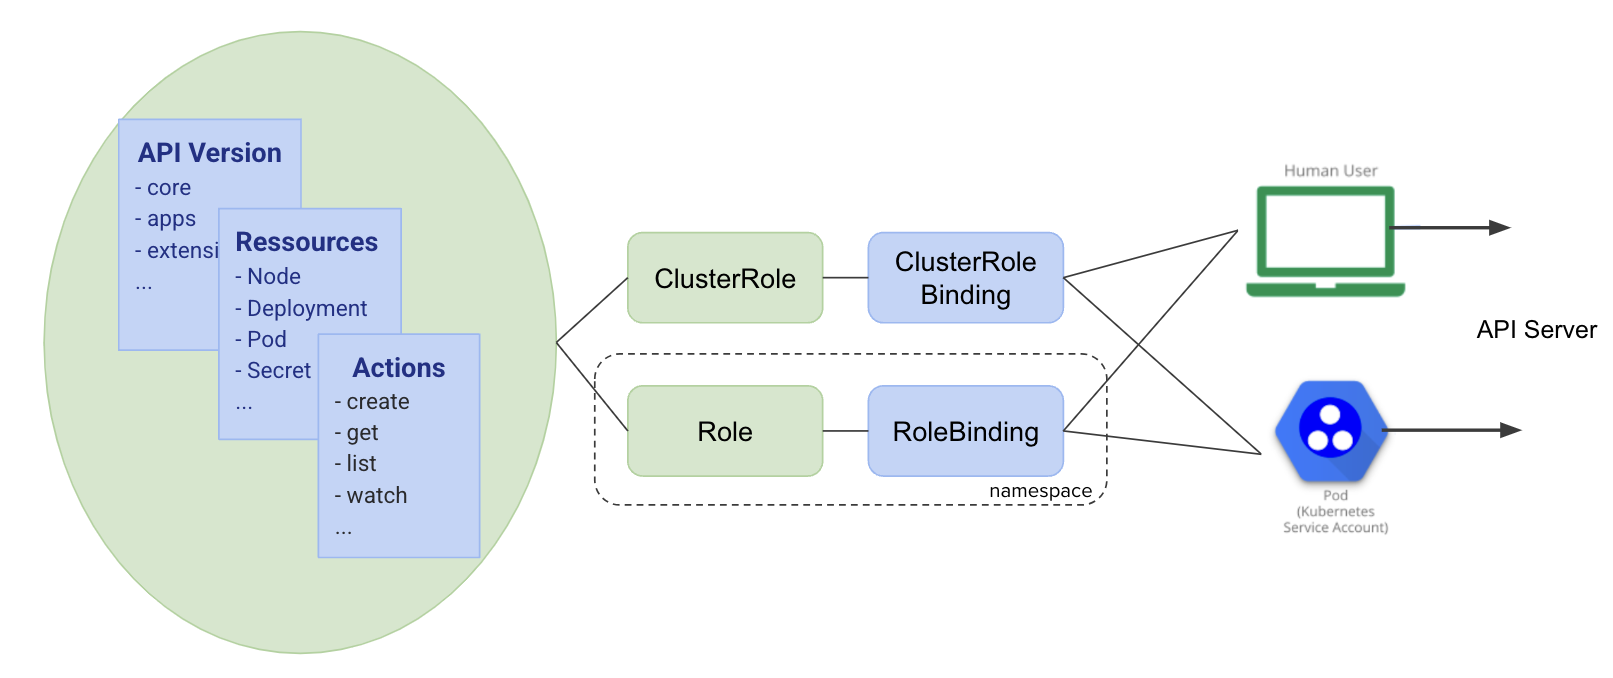 API Version
- core
- apps
- extensi
...
Ressources
- Node
- Deployment
- Pod
- Secret
...
Actions
- create
- get
- list
- watch
...
ClusterRole
ClusterRole
Binding
Role
RoleBinding
namespace
Human User
API Server
Pod
(Kubernetes
Service Account)